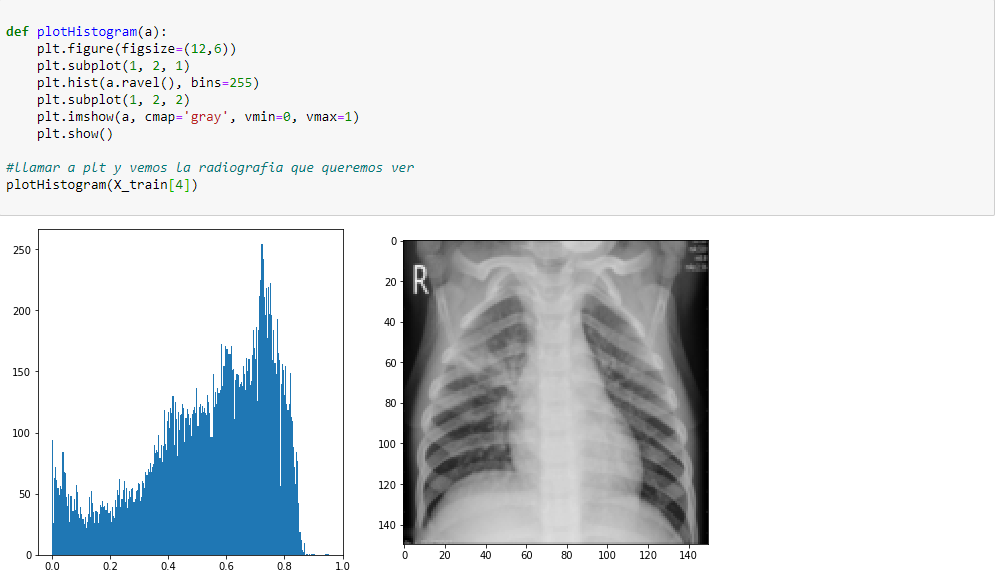 def plotHistogram(a):
    plt.figure(figsize=(12,6))
    plt.subplot(1, 2, 1)
    plt.hist(a.ravel(), bins=255)
    plt.subplot(1, 2, 2)
    plt.imshow(a, cmap='gray', vmin=0, vmax=1)
    plt.show()
#llamar a plt y vemos la radiografia que queremos ver
plotHistogram(X_train[4])
250
200
150
100
50
0
0.0 0.2 0.4 0.6 0.8 1.0
0
20
40
60
80
100
120
140
0 20 40 60 80 100 120 140
R